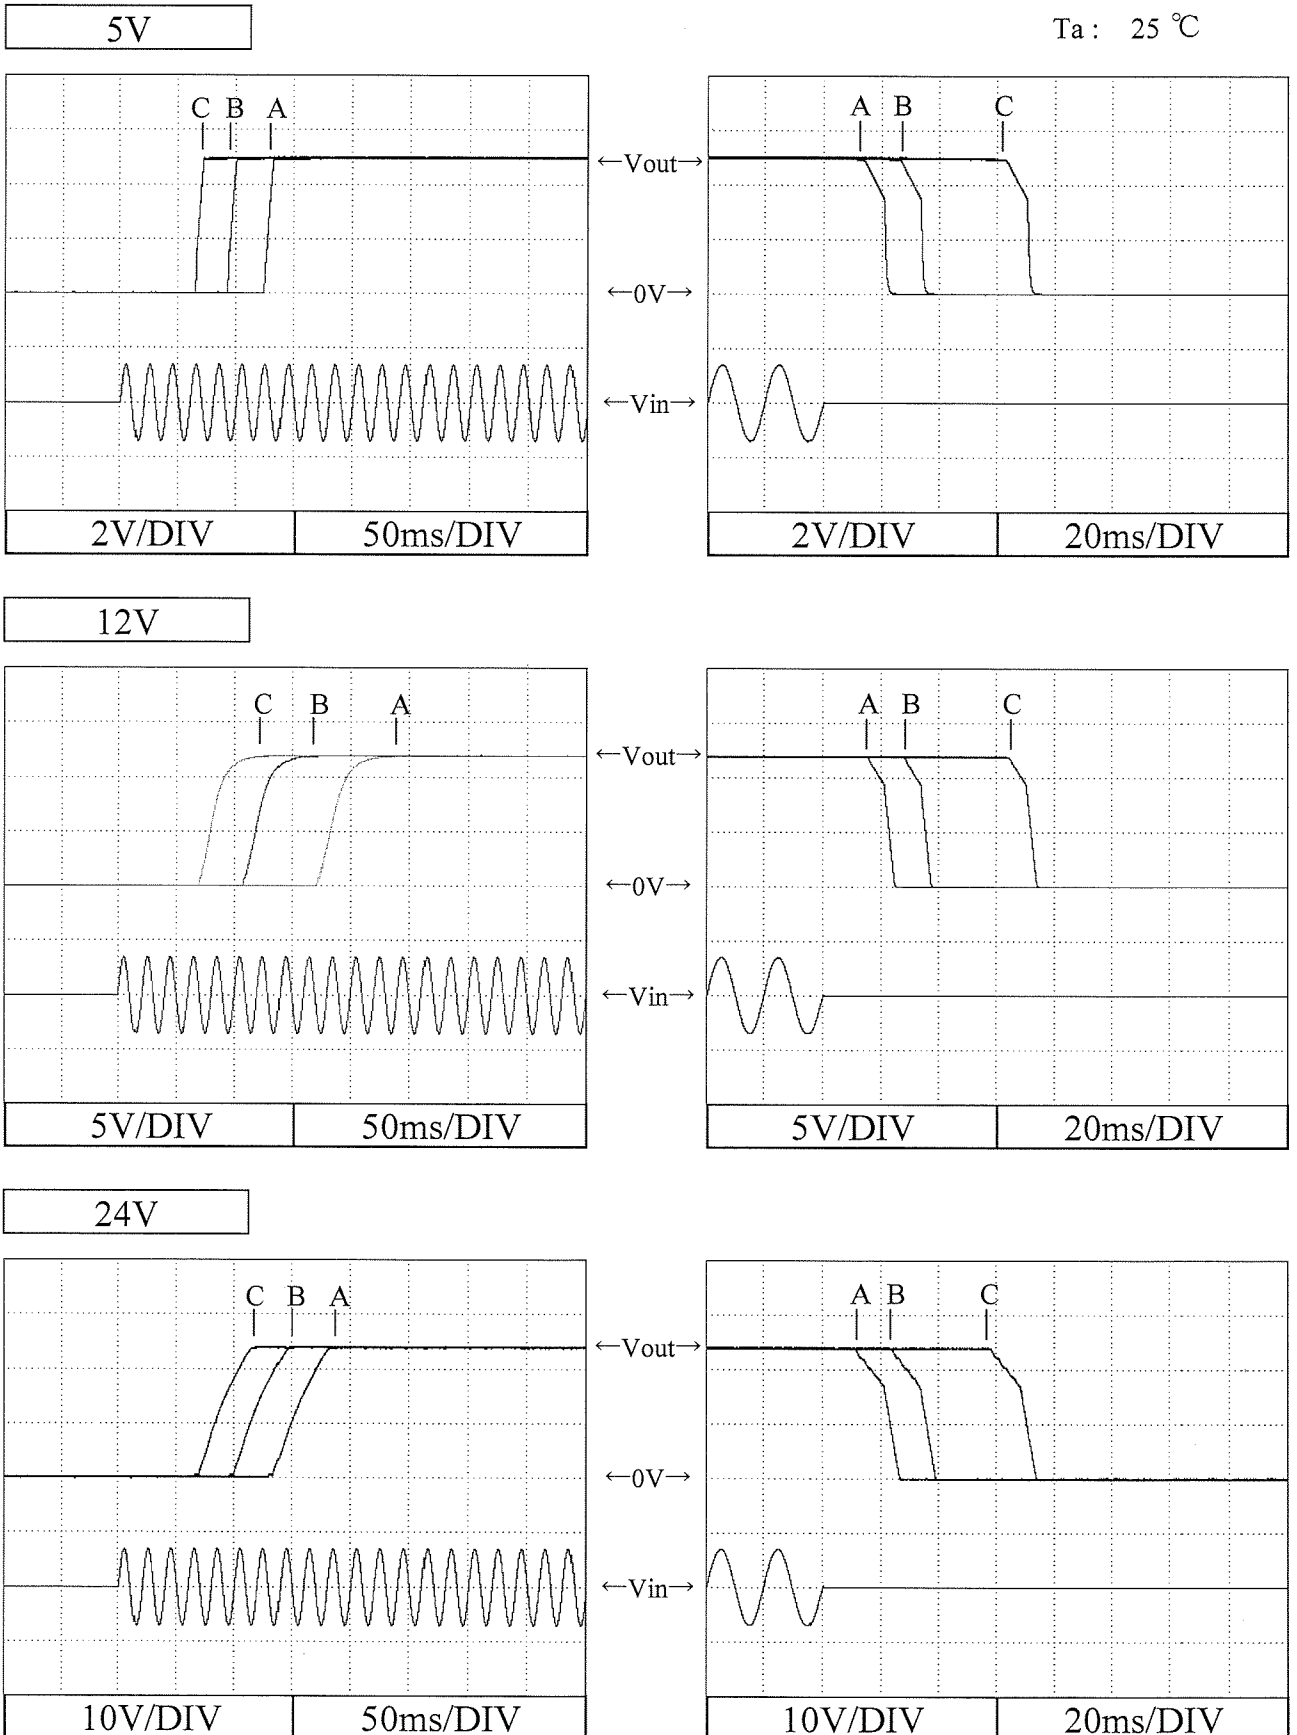 5V
Ta : 25 ℃
C B A
A B C
←Vout→
←0V→
←Vin→
2V/DIV 50ms/DIV
2V/DIV 20ms/DIV
12V
C B A
A B C
←Vout→
←0V→
←Vin→
5V/DIV 50ms/DIV
5V/DIV 20ms/DIV
24V
C B A
A B C
←Vout→
←0V→
←Vin→
10V/DIV 50ms/DIV
10V/DIV 20ms/DIV